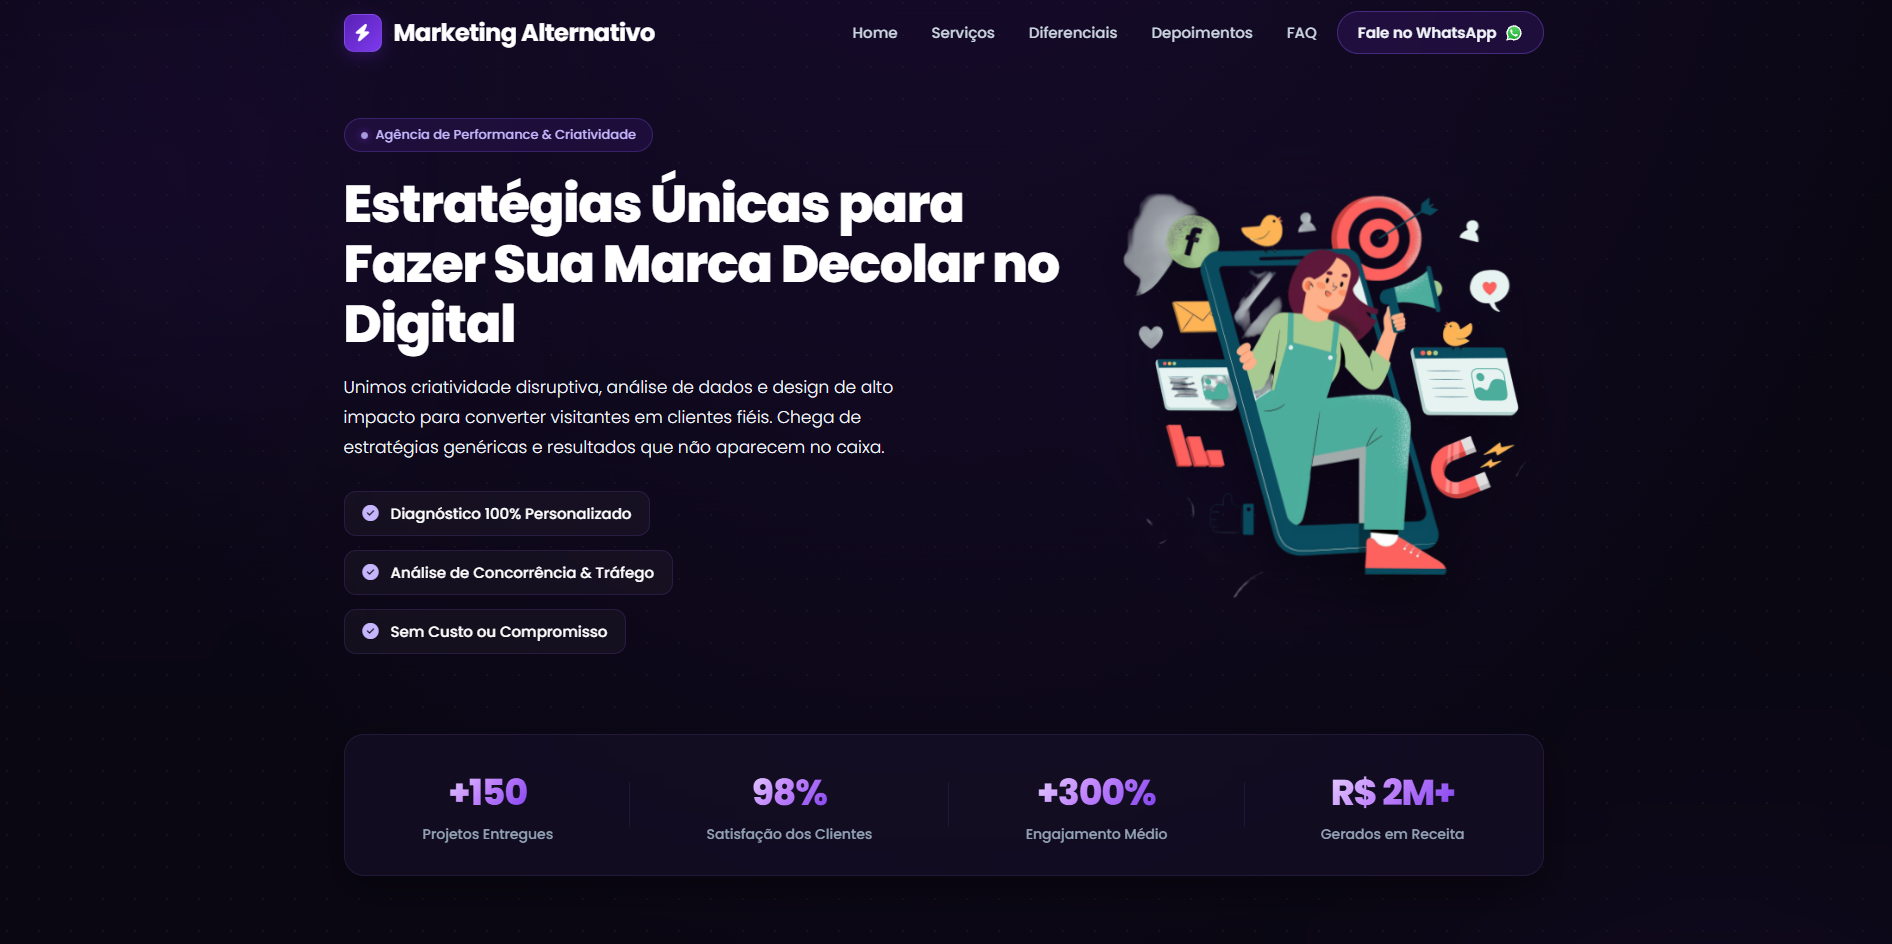 Marketing Alternativo
Home
Serviços
Diferenciais
Depoimentos
FAQ
Fale no WhatsApp
Agência de Performance & Criatividade
Estratégias Únicas para
Fazer Sua Marca Decolar no
Digital
Unimos criatividade disruptiva, análise de dados e design de alto
impacto para converter visitantes em clientes fiéis. Chega de
estratégias genéricas e resultados que não aparecem no caixa.
Diagnóstico 100% Personalizado
Análise de Concorrência & Tráfego
Sem Custo ou Compromisso
f
+150
Projetos Entregues
98%
Satisfação dos Clientes
+300%
Engajamento Médio
R$ 2M+
Gerados em Receita